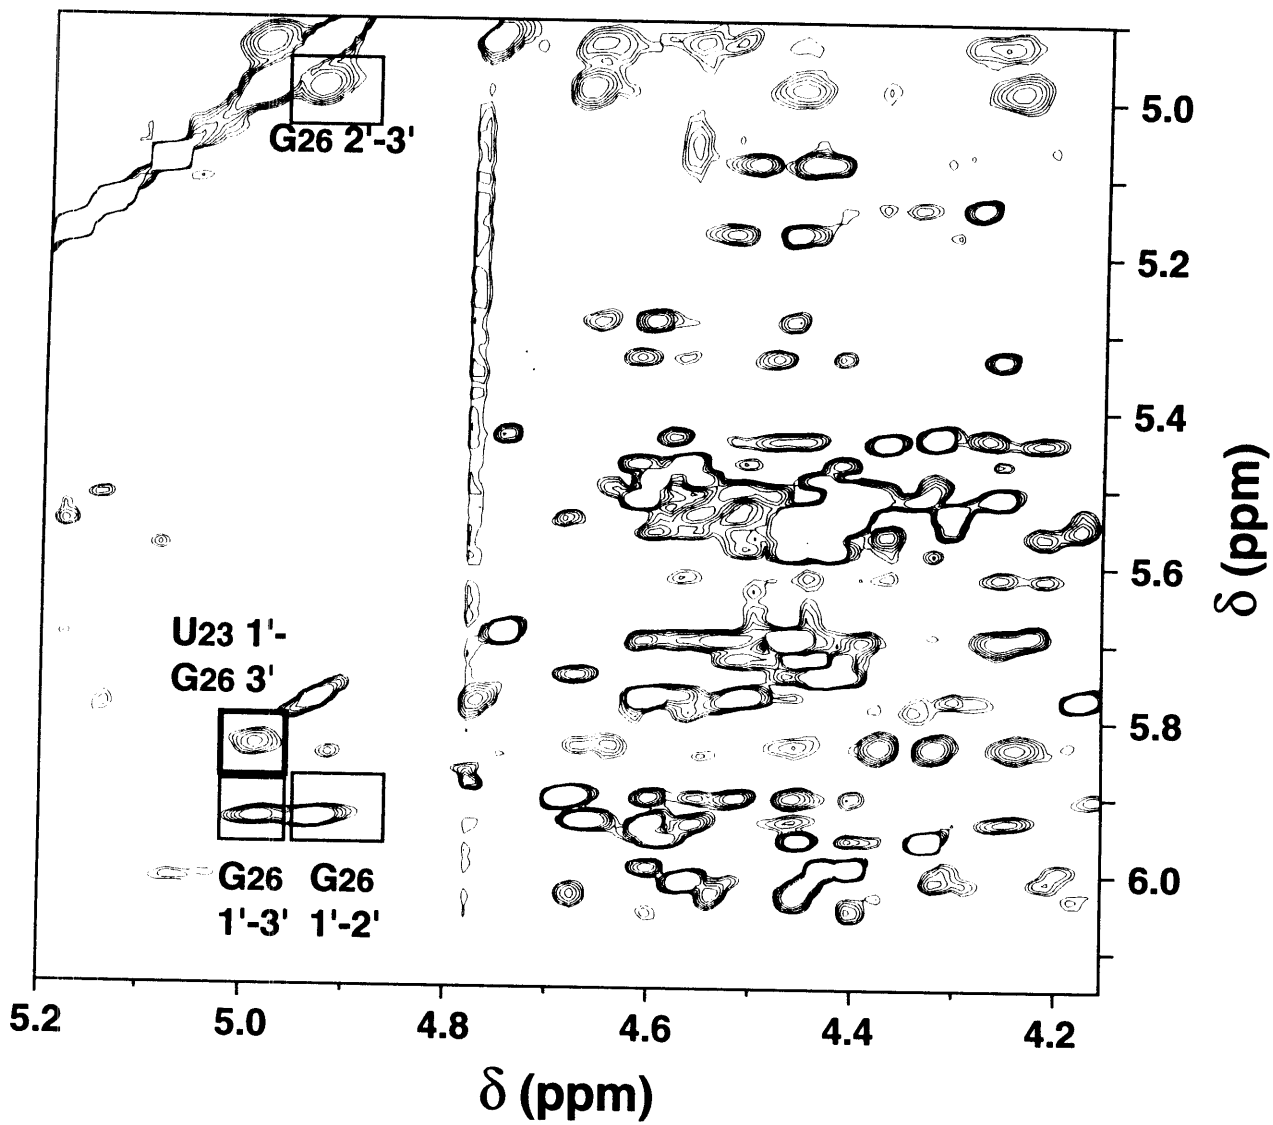 G26 2'-3'
5.0
5.2
5.4
5.6
5.8
6.0
δ (ppm)
U23 1'-
G26 3'
G26 G26
1'-3' 1'-2'
5.2 5.0 4.8 4.6 4.4 4.2
δ (ppm)